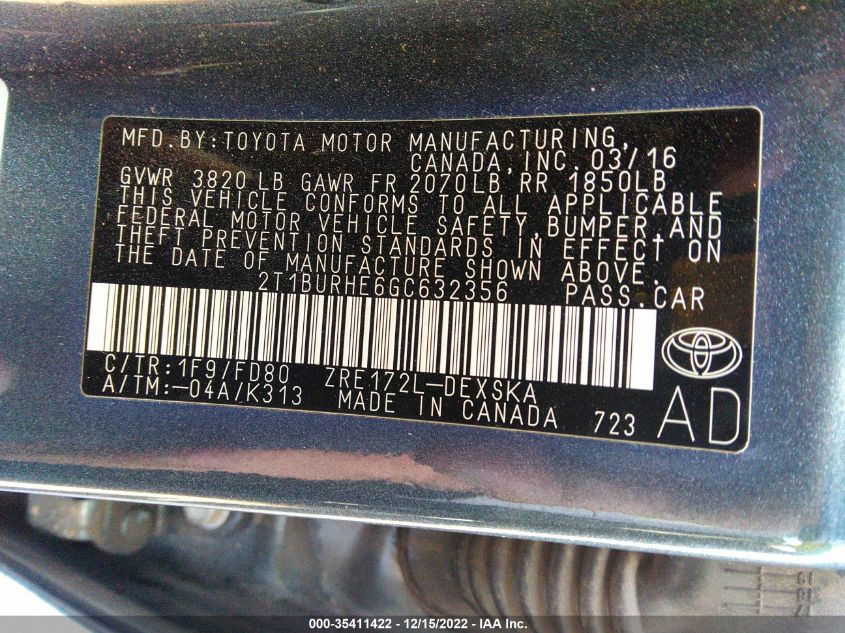 MFD.BY:TOYOTA MOTOR MANUFACTURING,
CANADA,INC. 03/16
GVWR 3820 LB GAWR FR 2070LB RR 1850LB
THIS VEHICLE CONFORMS TO ALL APPLICABLE
FEDERAL MOTOR VEHICLE SAFETY,BUMPER,AND
THEFT PREVENTION STANDARDS IN EFFECT ON
THE DATE OF MANUFACTURE SHOWN ABOVE.
2T1BURHE6GC632356 PASS.CAR
C/TR:1F9/FD80 ZRE172L-DEXSKA
A/TM:-04A/K313 MADE IN CANADA 723
AD
000-35411422 - 12/15/2022 - IAA Inc.